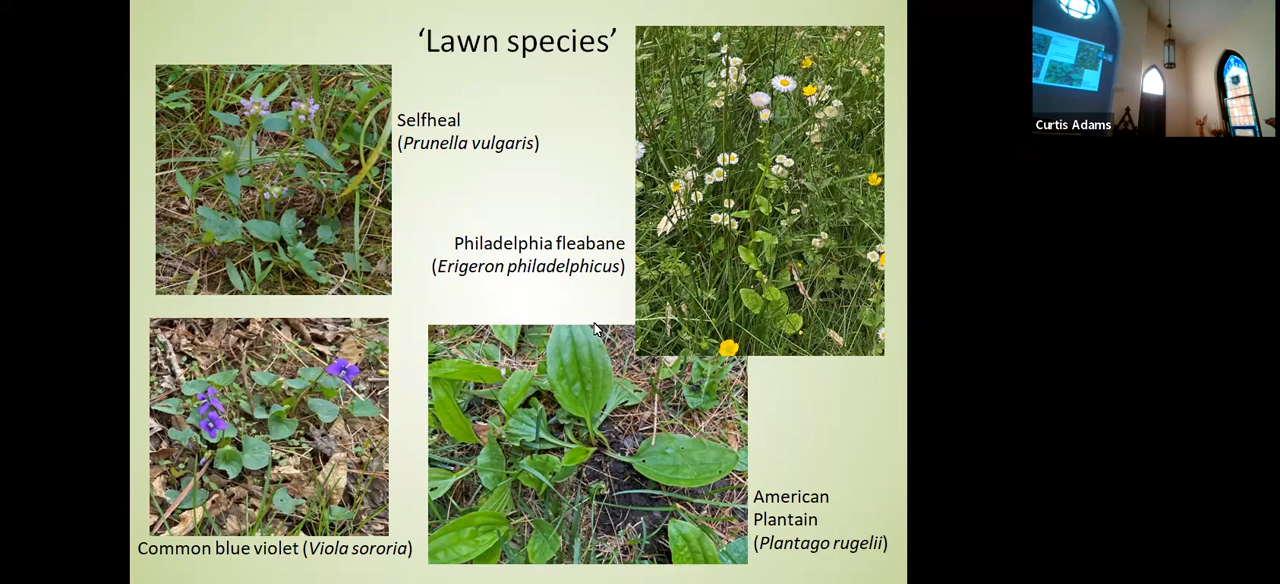 ‘Lawn species’
Selfheal
(Prunella vulgaris)
Philadelphia fleabane
(Erigeron philadelphicus)
Common blue violet (Viola sororia)
American
Plantain
(Plantago rugelii)
Curtis Adams